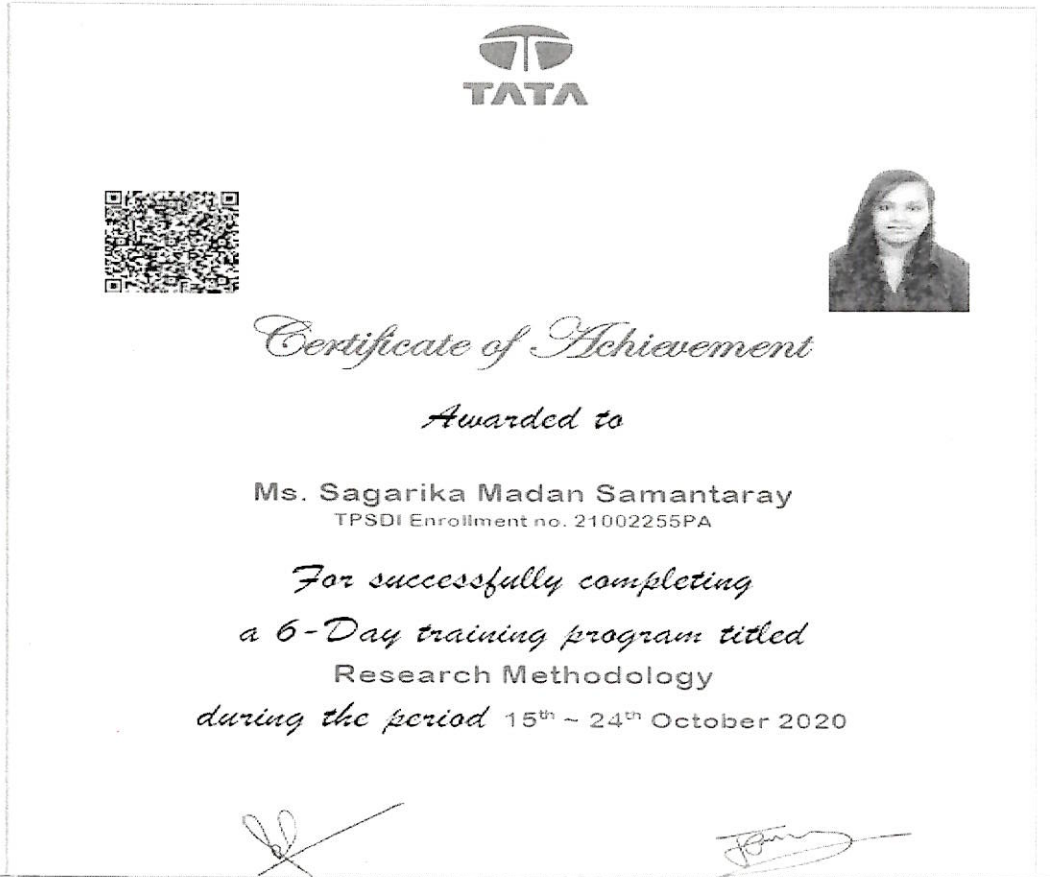 TATA
Certificate of Achievement
Awarded to
Ms. Sagarika Madan Samantaray
TPSDI Enrollment no. 21002255PA
For successfully completing
a 6-Day training program titled
Research Methodology
during the period 15th ~ 24th October 2020